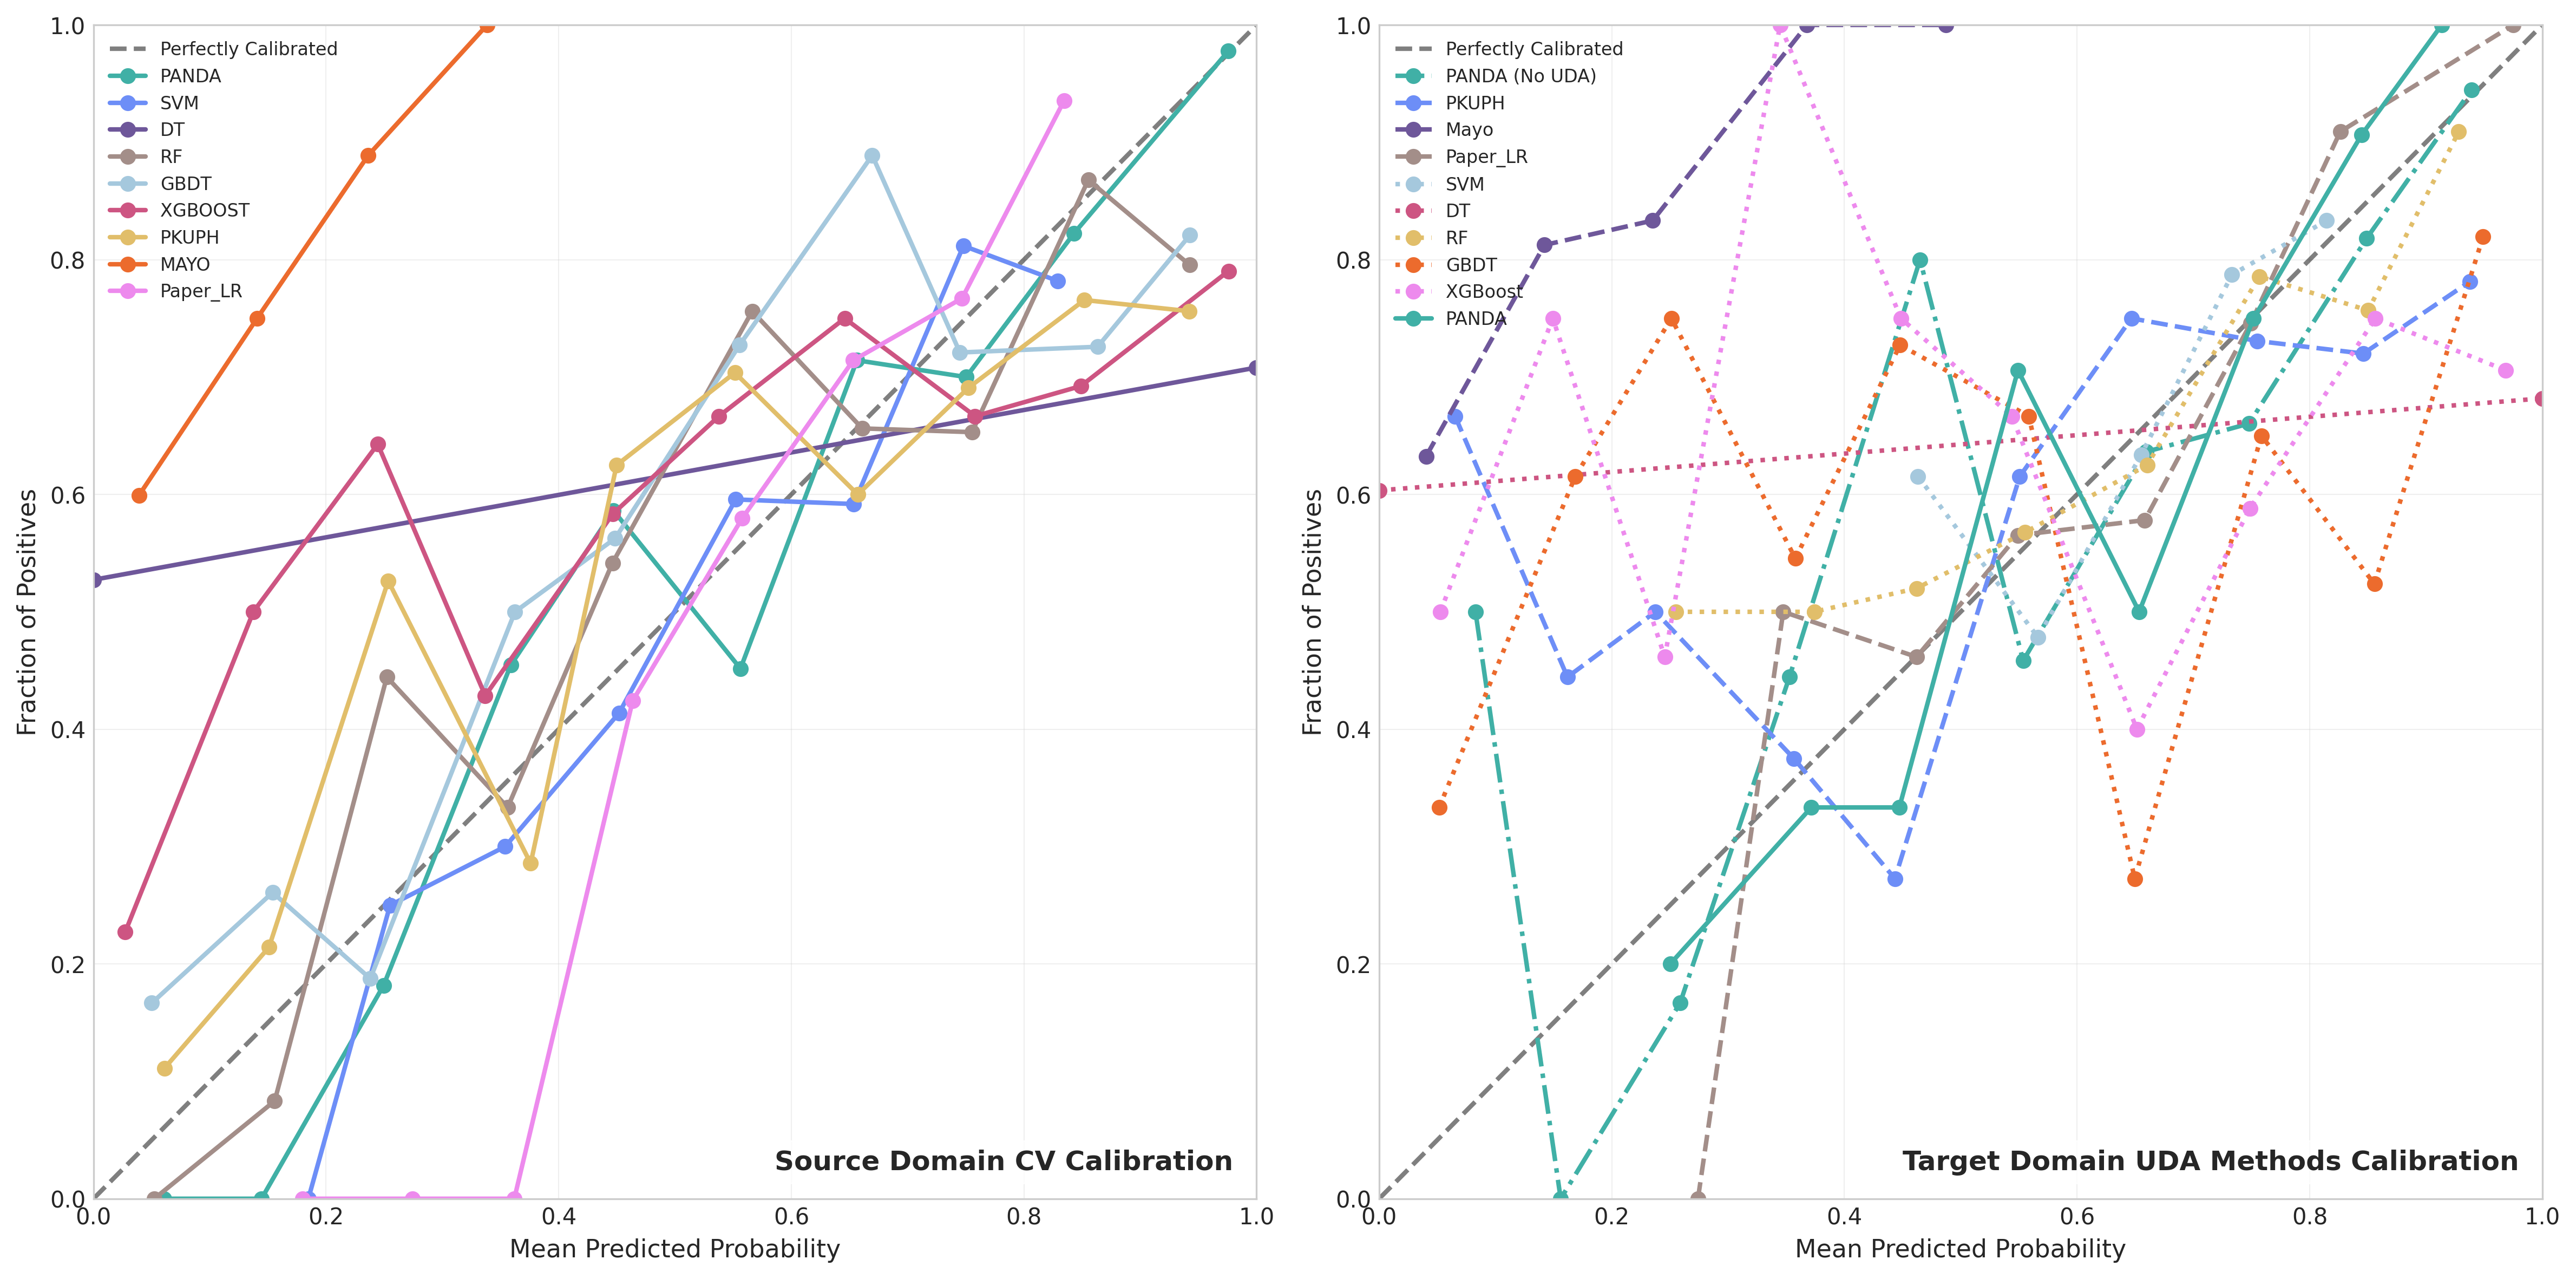 Perfectly Calibrated
PANDA
SVM
DT
RF
GBDT
XGBOOST
PKUPH
MAYO
Paper_LR
1.0
0.8
0.6
0.4
0.2
0.0
Fraction of Positives
Source Domain CV Calibration
0.0 0.2 0.4 0.6 0.8 1.0
Mean Predicted Probability
Perfectly Calibrated
PANDA (No UDA)
PKUPH
Mayo
Paper_LR
SVM
DT
RF
GBDT
XGBoost
PANDA
1.0
0.8
0.6
0.4
0.2
0.0
Fraction of Positives
Target Domain UDA Methods Calibration
0.0 0.2 0.4 0.6 0.8 1.0
Mean Predicted Probability